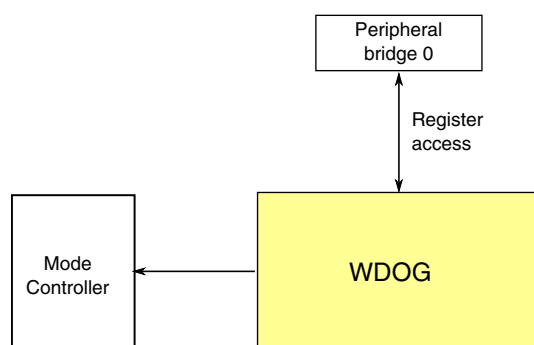 Peripheral
bridge 0
Register
access
Mode
Controller
WDOG